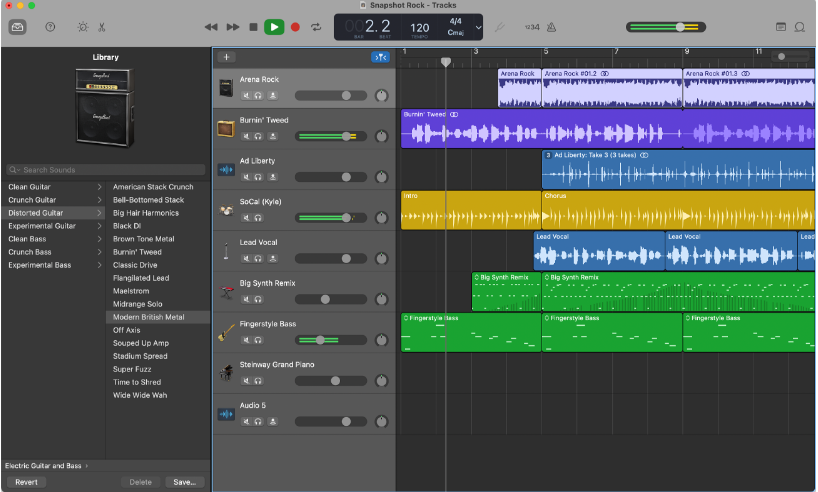 Snapshot Rock - Tracks
002.2
BAR
BEAT
120
TEMPO
4/4
Cmaj
1234
Library
Search Sounds
Clean Guitar
Crunch Guitar
Distorted Guitar
Experimental Guitar
Clean Bass
Crunch Bass
Experimental Bass
American Stack Crunch
Bell-Bottomed Stack
Big Hair Harmonics
Black DI
Brown Tone Metal
Burnin' Tweed
Classic Drive
Flangilated Lead
Maelstrom
Midrange Solo
Modern British Metal
Off Axis
Souped Up Amp
Stadium Spread
Super Fuzz
Time to Shred
Wide Wide Wah
Electric Guitar and Bass
Revert
Delete
Save...
Arena Rock
Burnin' Tweed
Ad Liberty
SoCal (Kyle)
Lead Vocal
Big Synth Remix
Fingerstyle Bass
Steinway Grand Piano
Audio 5
1 3 5 7 9 11
Arena Rock
Arena Rock #01.2
Arena Rock #01.3
Burnin' Tweed
3 Ad Liberty: Take 3 (3 takes)
Intro
Chorus
Lead Vocal
Lead Vocal
Lead
Big Synth Remix
Big Synth Remix
Fingerstyle Bass
Fingerstyle Bass
Fingerstyle Bass